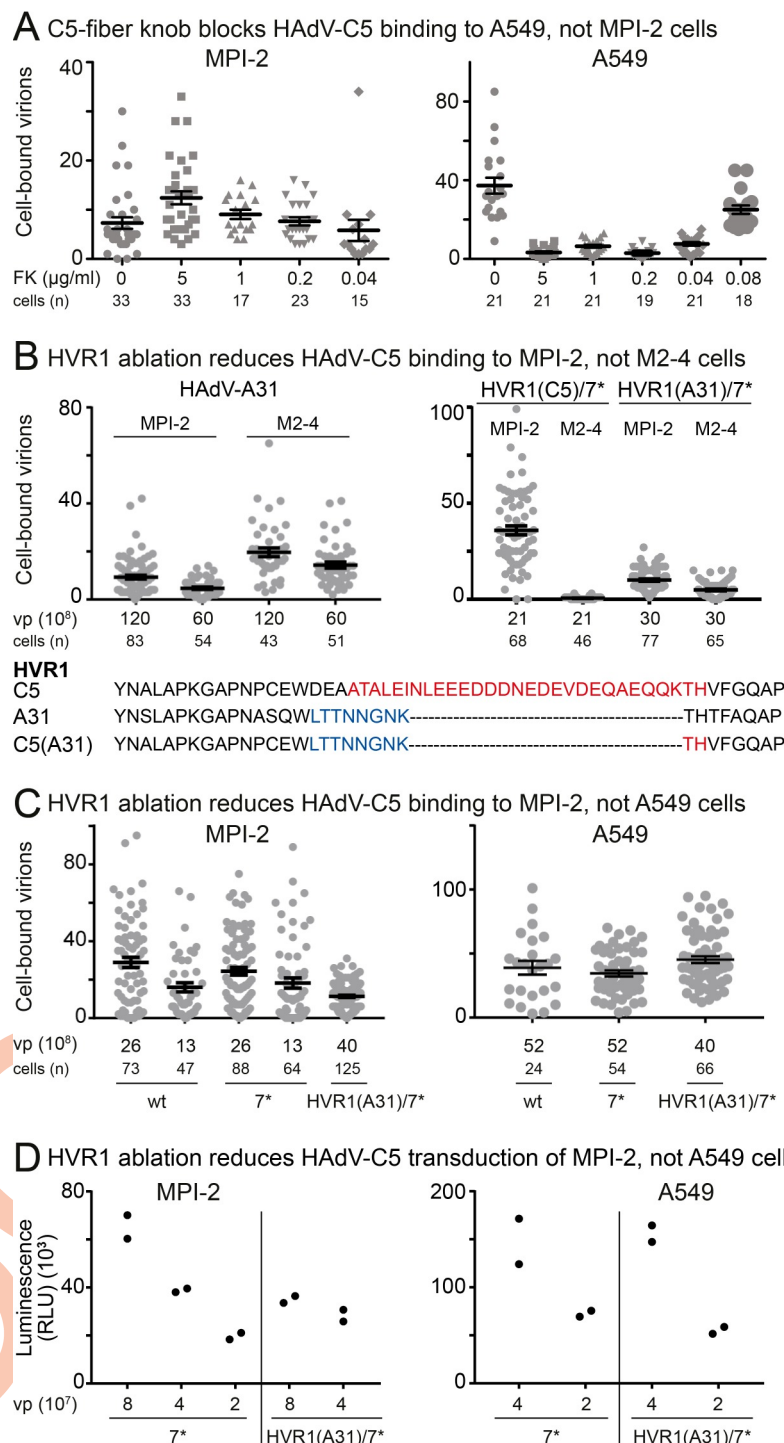 A C5-fiber knob blocks HAdV-C5 binding to A549, not MPI-2 cells
MPI-2
A549
Cell-bound virions
40
20
0
80
40
0
FK (µg/ml) 0 5 1 0.2 0.04 0 5 1 0.2 0.04 0.08
cells (n) 33 33 17 23 15 21 21 21 19 21 18
B HVR1 ablation reduces HAdV-C5 binding to MPI-2, not M2-4 cells
HAdV-A31
HVR1(C5)/7* HVR1(A31)/7*
MPI-2 M2-4
MPI-2 M2-4 MPI-2 M2-4
Cell-bound virions
80
40
0
100
50
0
vp (10⁸) 120 60 120 60 21 21 30 30
cells (n) 83 54 43 51 68 46 77 65
HVR1
C5 YNALAPKGAPNPCEWDEAATALEINLEEEDDDNEDEVDEQAEQQKTHVFGQAP
A31 YNSLAPKGAPNASQWLTTNNGNK----------------------------THTFAQAP
C5(A31) YNALAPKGAPNPCEWLTTNNGNK----------------------------THVFGQAP
C HVR1 ablation reduces HAdV-C5 binding to MPI-2, not A549 cells
MPI-2
A549
Cell-bound virions
80
40
0
100
0
vp (10⁸) 26 13 26 13 40 52 52 40
cells (n) 73 47 88 64 125 24 54 66
wt 7* HVR1(A31)/7* wt 7* HVR1(A31)/7*
D HVR1 ablation reduces HAdV-C5 transduction of MPI-2, not A549 cel
MPI-2
A549
Luminescence
(RLU) (10³)
80
40
0
200
100
0
vp (10⁷) 8 4 2 8 4 4 2 4 2
7* HVR1(A31)/7* 7* HVR1(A31)/7*